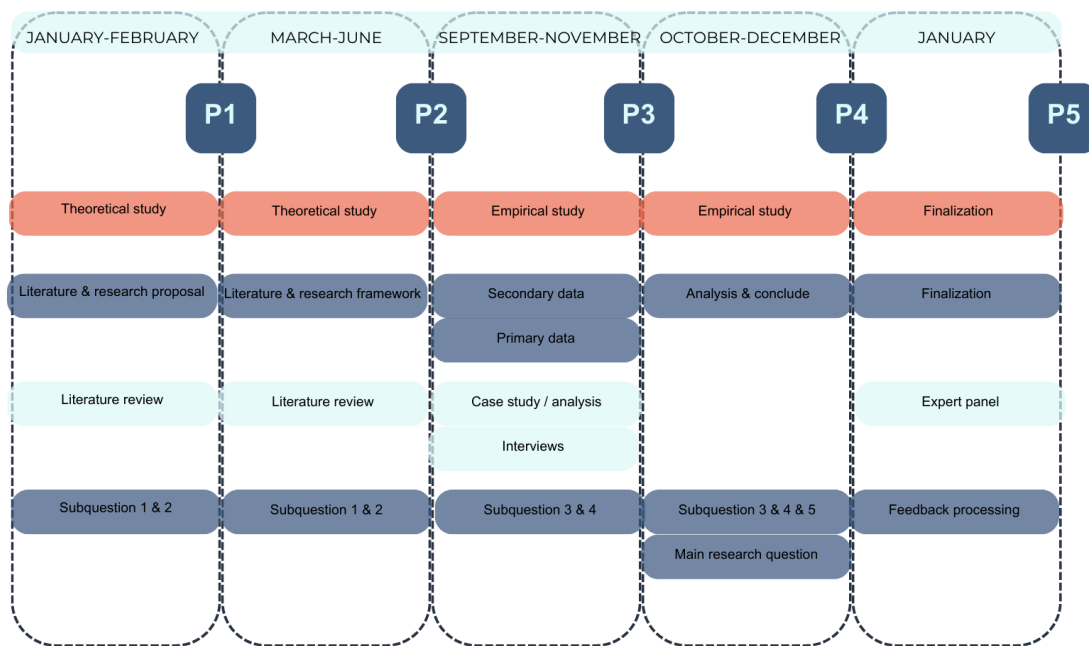 JANUARY-FEBRUARY
MARCH-JUNE
SEPTEMBER-NOVEMBER
OCTOBER-DECEMBER
JANUARY
P1
P2
P3
P4
P5
Theoretical study
Theoretical study
Empirical study
Empirical study
Finalization
Literature & research proposal
Literature & research framework
Secondary data
Analysis & conclude
Finalization
Primary data
Literature review
Literature review
Case study / analysis
Expert panel
Interviews
Subquestion 1 & 2
Subquestion 1 & 2
Subquestion 3 & 4
Subquestion 3 & 4 & 5
Feedback processing
Main research question